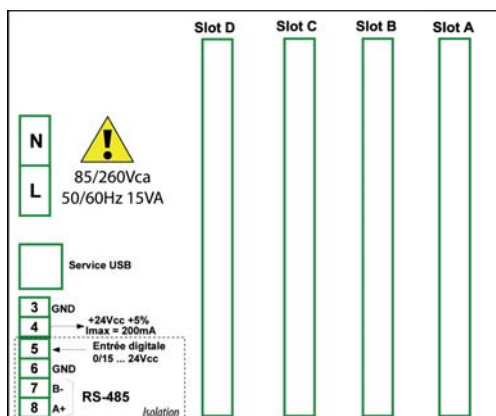 Slot D Slot C Slot B Slot A
N
L
85/260Vca
50/60Hz 15VA
Service USB
3 GND
4 +24Vcc +5%
Imax = 200mA
5 Entrée digitale
0/15 ... 24Vcc
6 GND
7 B-
RS-485
8 A+
Isolation